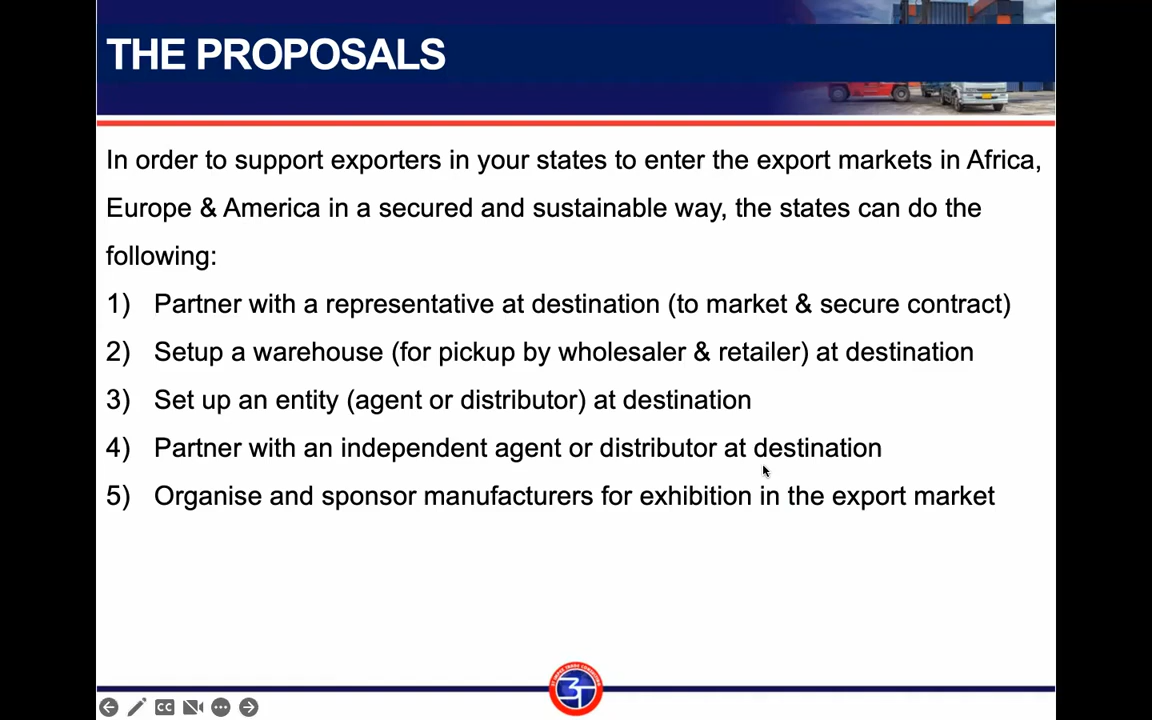 THE PROPOSALS
In order to support exporters in your states to enter the export markets in Africa,
Europe & America in a secured and sustainable way, the states can do the
following:
1) Partner with a representative at destination (to market & secure contract)
2) Setup a warehouse (for pickup by wholesaler & retailer) at destination
3) Set up an entity (agent or distributor) at destination
4) Partner with an independent agent or distributor at destination
5) Organise and sponsor manufacturers for exhibition in the export market
3T
CC